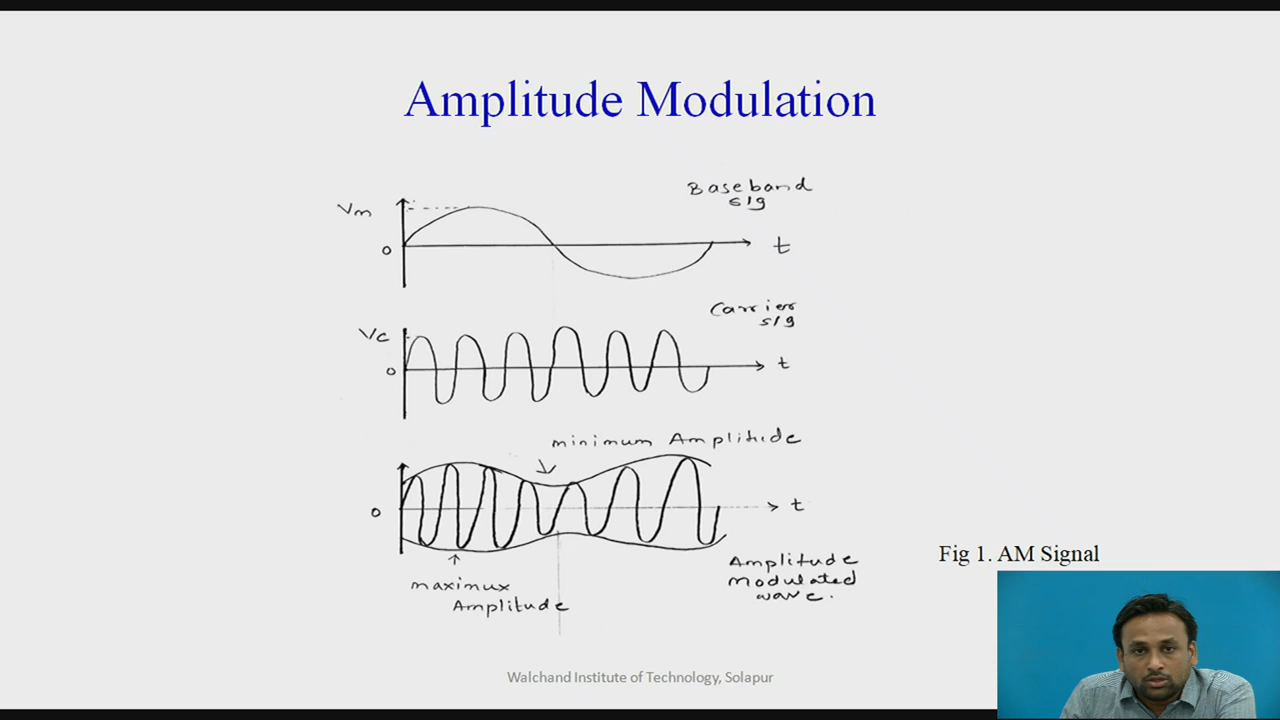 Amplitude Modulation
Baseband
sig
Vm
0
t
Carrier
sig
Vc
0
t
minimum Amplitude
0
t
maximux
Amplitude
Amplitude
modulated
wave.
Fig 1. AM Signal
Walchand Institute of Technology, Solapur